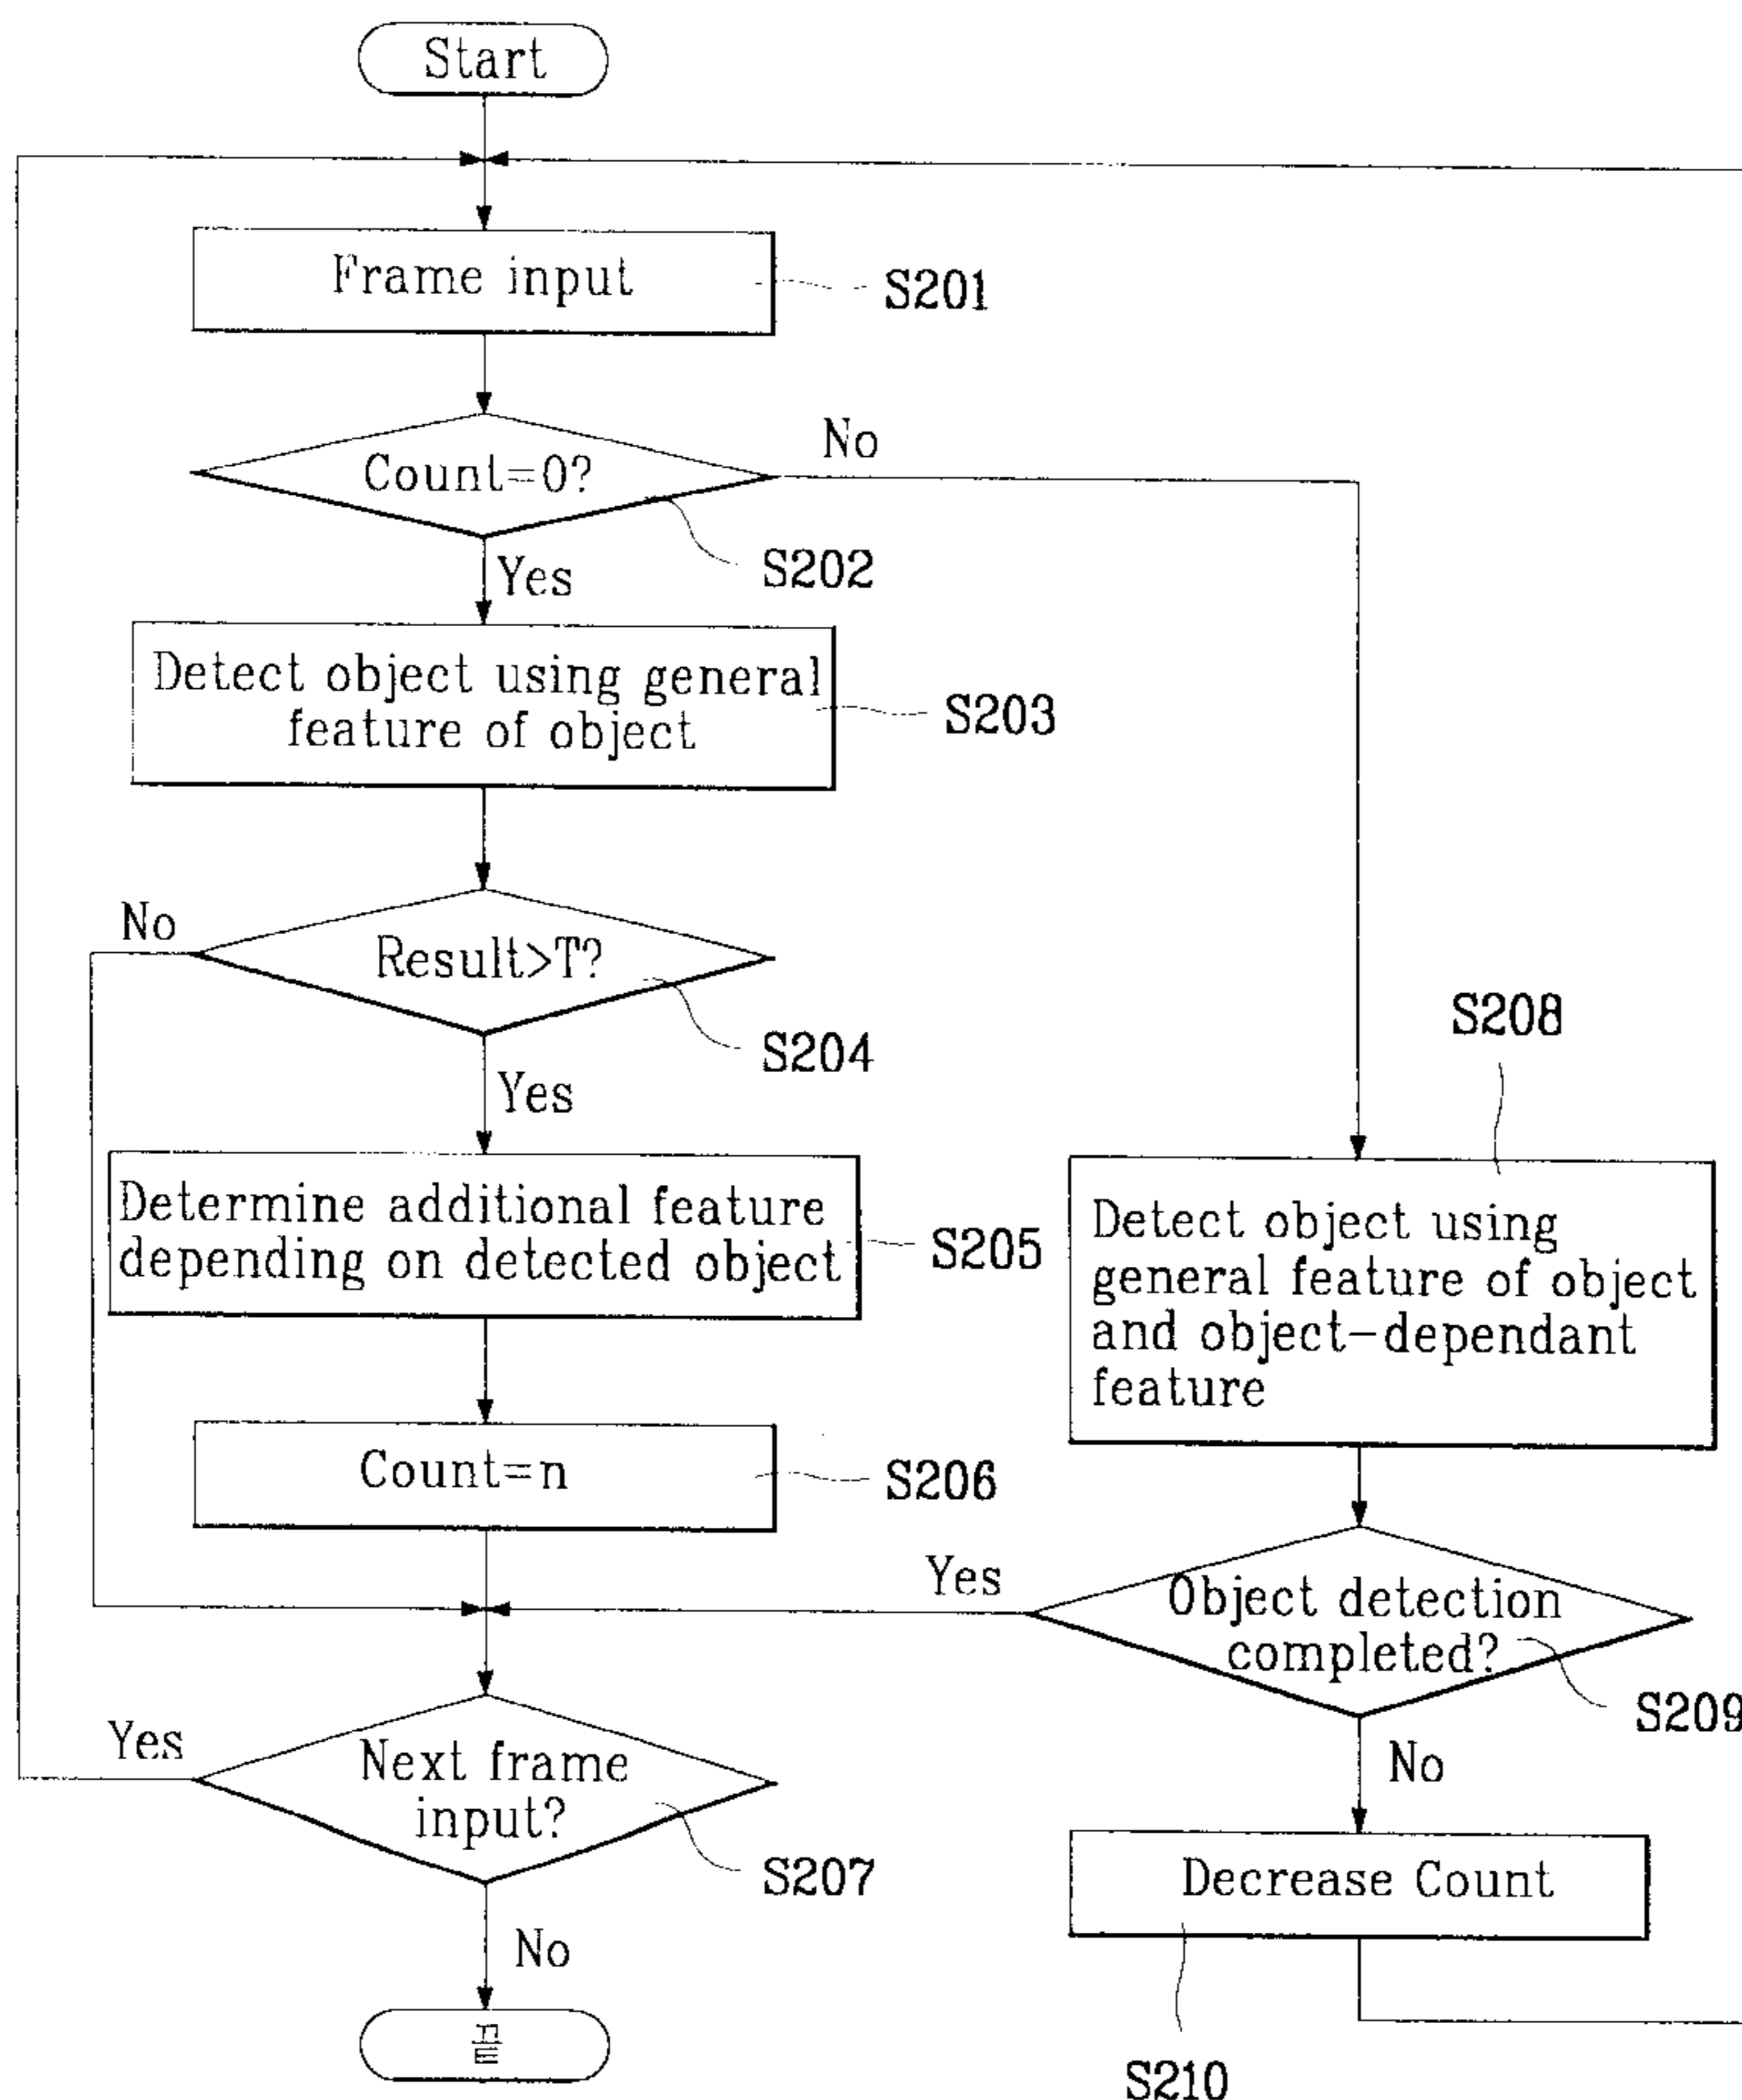 Start
Frame input
S201
Count=0?
No
S202
Yes
Detect object using general
feature of object
S203
No
Result>T?
S204
Yes
Determine additional feature
depending on detected object
S205
Count=n
S206
S208
Detect object using
general feature of object
and object-dependant
feature
Yes
Object detection
completed?
S209
No
Yes
Next frame
input?
S207
No
Decrease Count
S210
끝